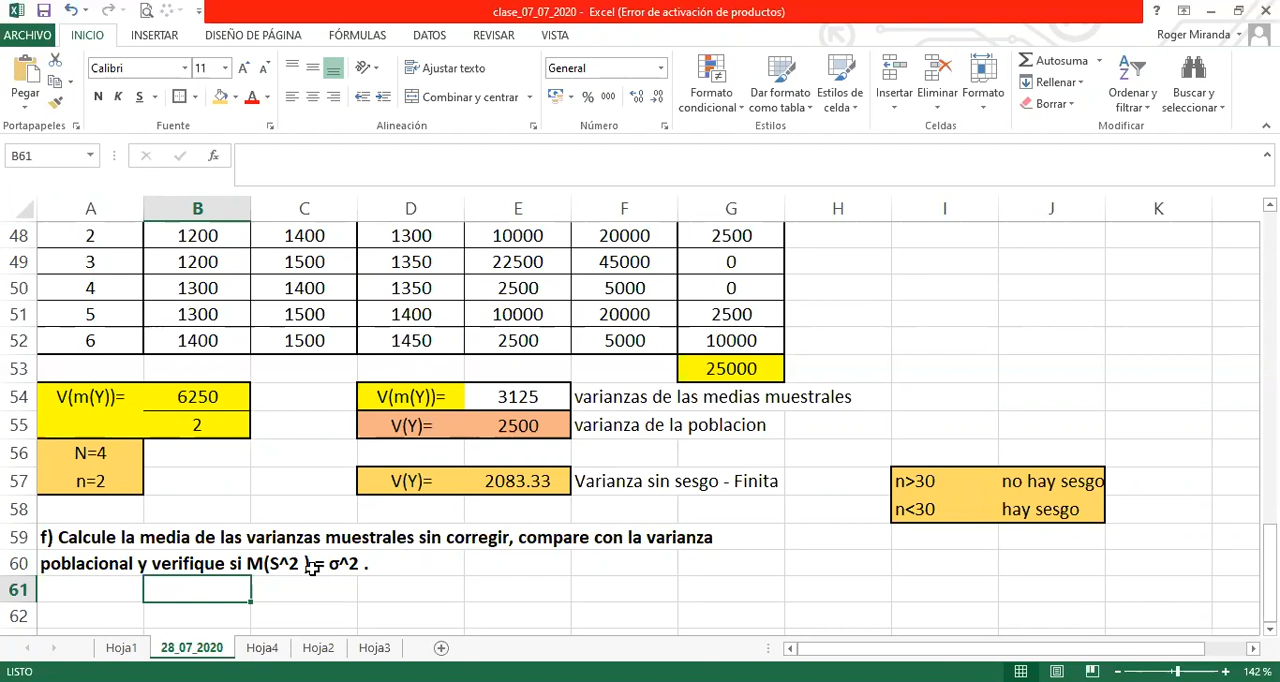 clase_07_07_2020 - Excel (Error de activación de productos)
ARCHIVO INICIO INSERTAR DISEÑO DE PÁGINA FÓRMULAS DATOS REVISAR VISTA Roger Miranda
Pegar Calibri 11 Ajustar texto General Formato condicional Dar formato como tabla Estilos de celda Insertar Eliminar Formato Autosuma Rellenar Borrar Ordenar y filtrar Buscar y seleccionar
N K S Combinar y centrar % 000
Portapapeles Fuente Alineación Número Estilos Celdas Modificar
B61 fx
A B C D E F G H I J K
48 2 1200 1400 1300 10000 20000 2500
49 3 1200 1500 1350 22500 45000 0
50 4 1300 1400 1350 2500 5000 0
51 5 1300 1500 1400 10000 20000 2500
52 6 1400 1500 1450 2500 5000 10000
53 25000
54 V(m(Y))= 6250 V(m(Y))= 3125 varianzas de las medias muestrales
55 2 V(Y)= 2500 varianza de la poblacion
56 N=4
57 n=2 V(Y)= 2083.33 Varianza sin sesgo - Finita n>30 no hay sesgo
58 n<30 hay sesgo
59 f) Calcule la media de las varianzas muestrales sin corregir, compare con la varianza
60 poblacional y verifique si M(S^2 ) = σ^2 .
61
62
Hoja1 28_07_2020 Hoja4 Hoja2 Hoja3
LISTO 142 %